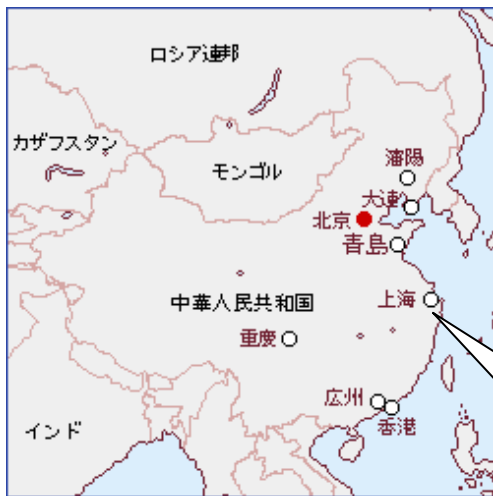 ロシア連邦
カザフスタン
モンゴル
瀋陽
大連
北京
青島
中華人民共和国
上海
重慶
広州
香港
インド